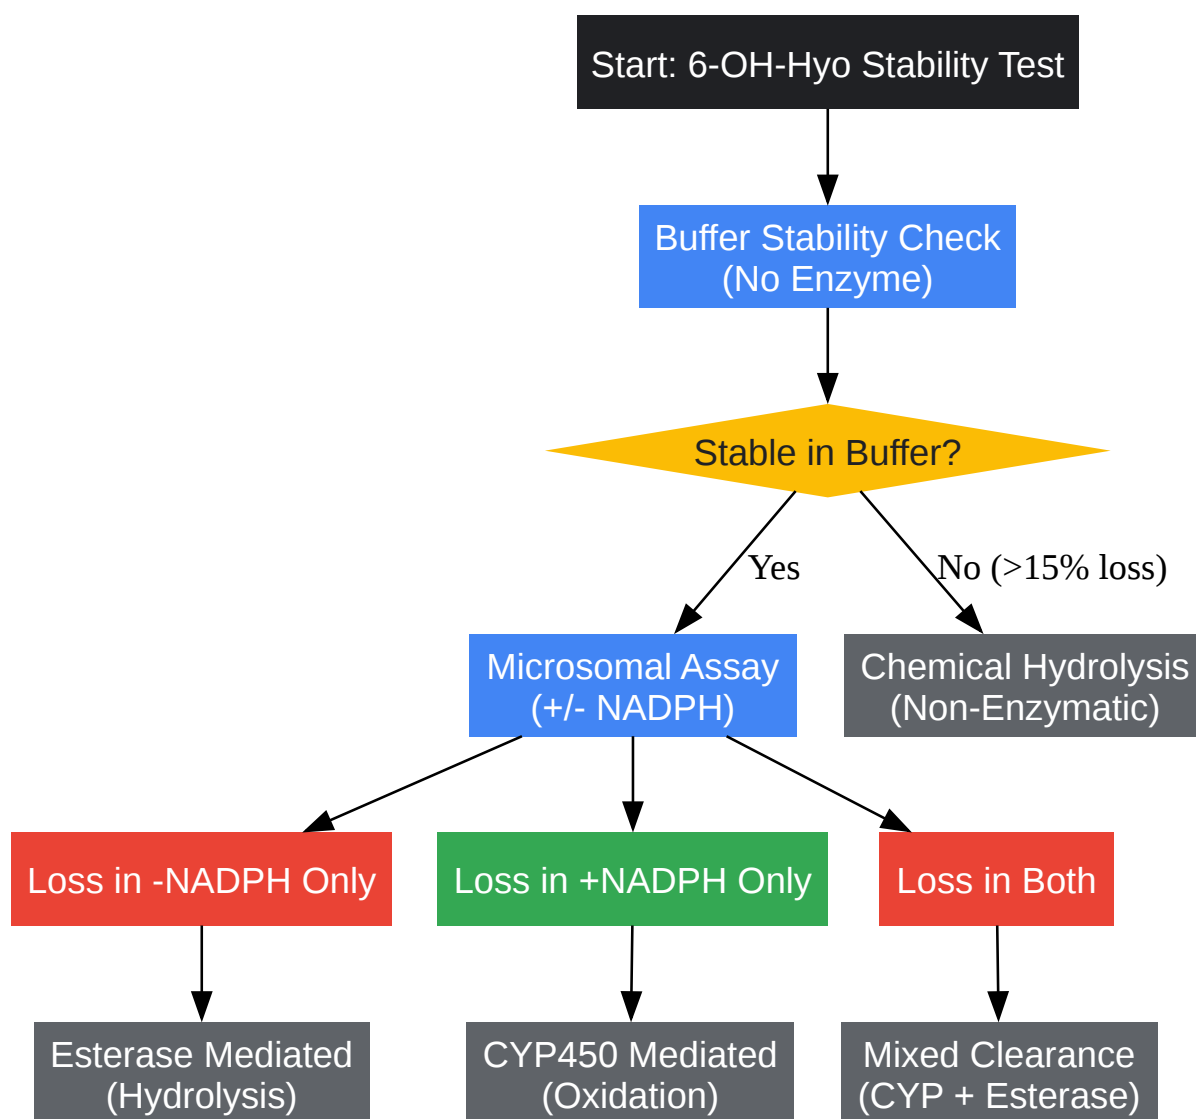 Start: 6-OH-Hyo Stability Test
Buffer Stability Check
(No Enzyme)
Stable in Buffer?
Yes
No (>15% loss)
Microsomal Assay
(+/- NADPH)
Chemical Hydrolysis
(Non-Enzymatic)
Loss in -NADPH Only
Loss in +NADPH Only
Loss in Both
Esterase Mediated
(Hydrolysis)
CYP450 Mediated
(Oxidation)
Mixed Clearance
(CYP + Esterase)